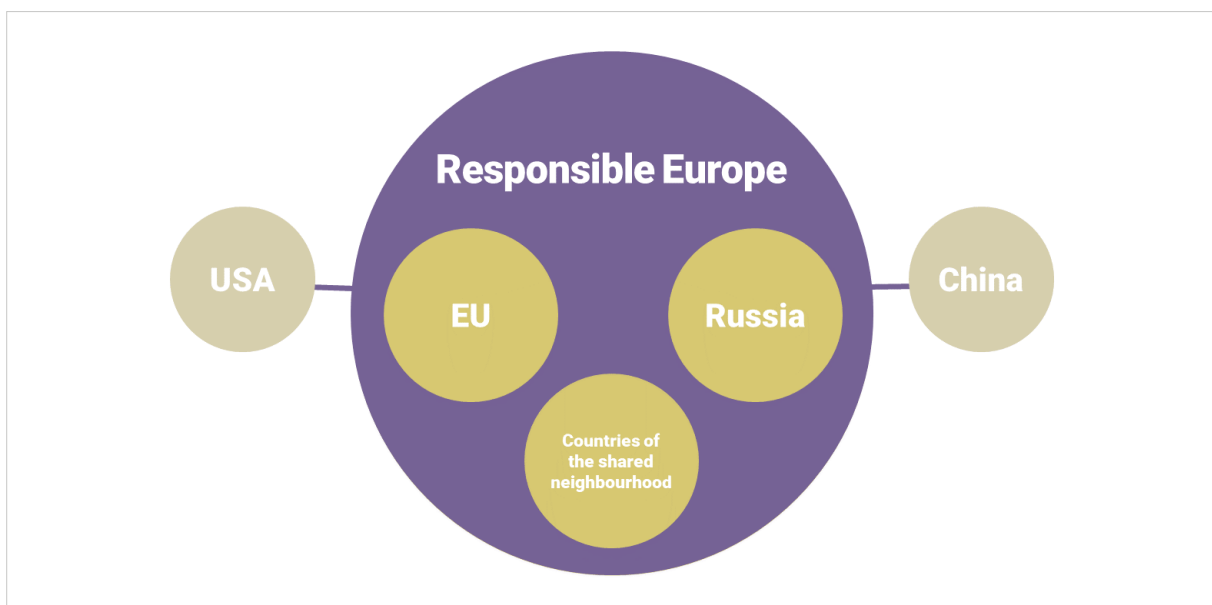 Responsible Europe
USA
EU
Russia
China
Countries of
the shared
neighbourhood